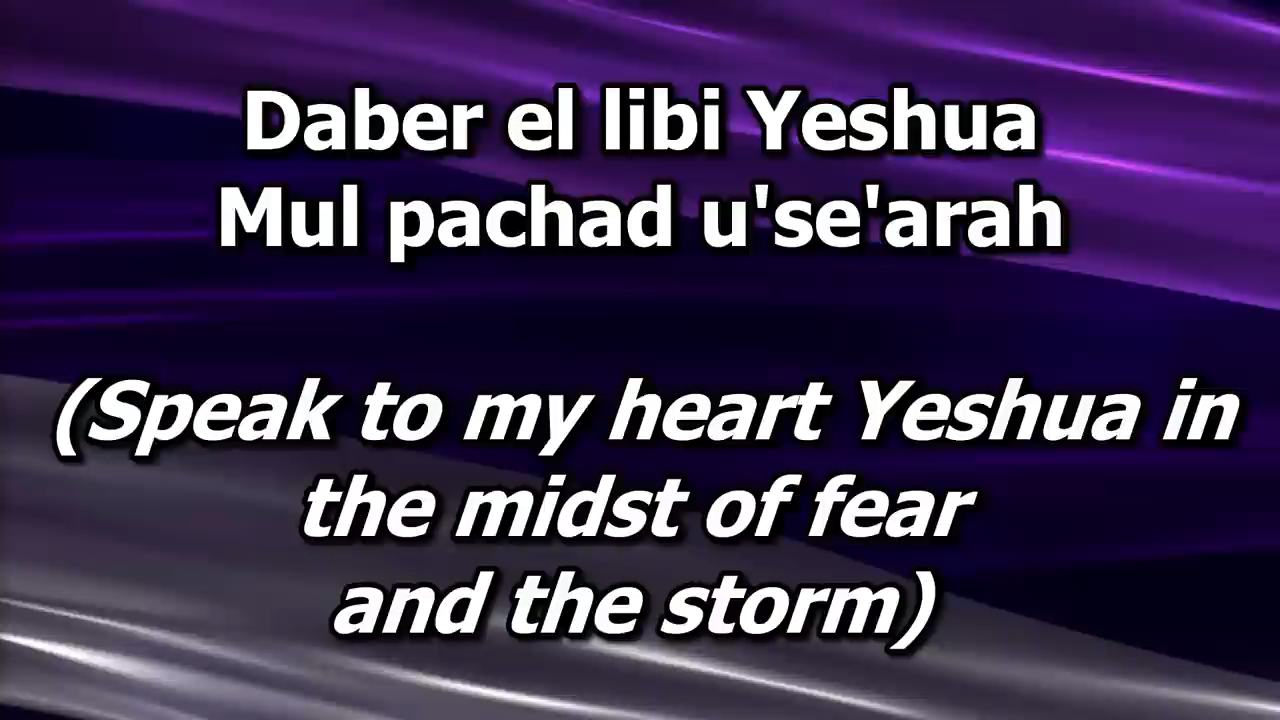 Daber el libi Yeshua
Mul pachad u'se'arah
(Speak to my heart Yeshua in
the midst of fear
and the storm)